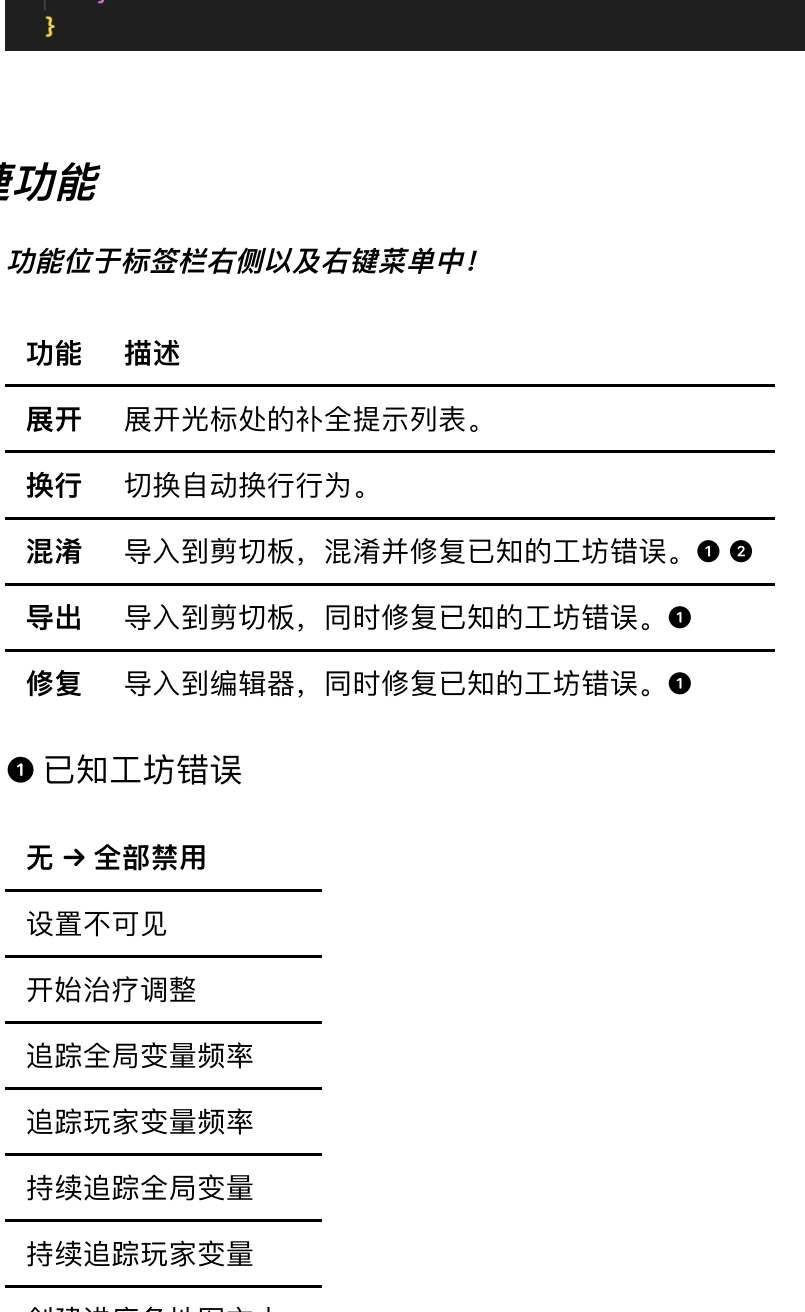 }
功能
功能位于标签栏右侧以及右键菜单中!
功能 描述
展开 展开光标处的补全提示列表。
换行 切换自动换行行为。
混淆 导入到剪切板，混淆并修复已知的工坊错误。❶ ❷
导出 导入到剪切板，同时修复已知的工坊错误。❶
修复 导入到编辑器，同时修复已知的工坊错误。❶
❶ 已知工坊错误
无 → 全部禁用
设置不可见
开始治疗调整
追踪全局变量频率
追踪玩家变量频率
持续追踪全局变量
持续追踪玩家变量